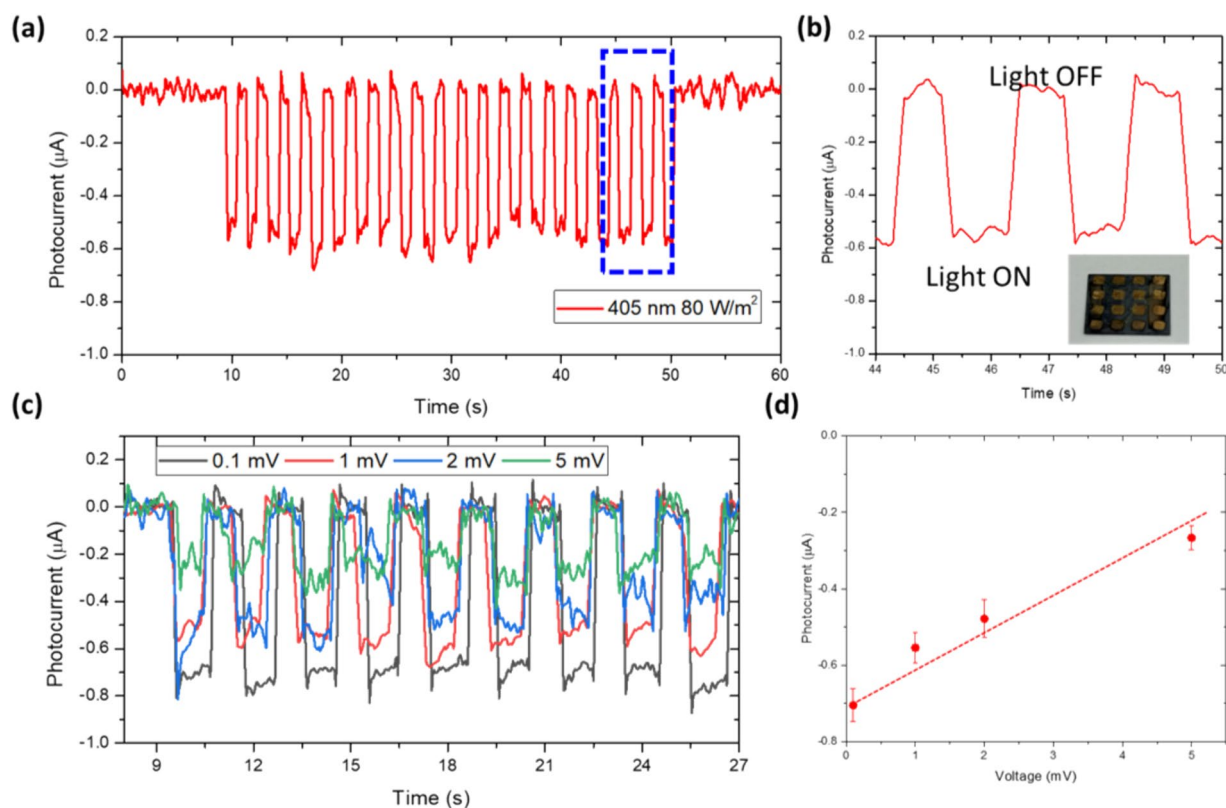 (a)
0.2
0.0
-0.2
-0.4
-0.6
-0.8
-1.0
Photocurrent (μA)
405 nm 80 W/m²
0 10 20 30 40 50 60
Time (s)
(b)
0.2
0.0
-0.2
-0.4
-0.6
-0.8
-1.0
Photocurrent (μA)
Light OFF
Light ON
44 45 46 47 48 49 50
Time (s)
(c)
0.1 mV 1 mV 2 mV 5 mV
0.2
0.0
-0.2
-0.4
-0.6
-0.8
-1.0
Photocurrent (μA)
9 12 15 18 21 24 27
Time (s)
(d)
0.0
-0.2
-0.4
-0.6
-0.8
Photocurrent (μA)
0 1 2 3 4 5
Voltage (mV)